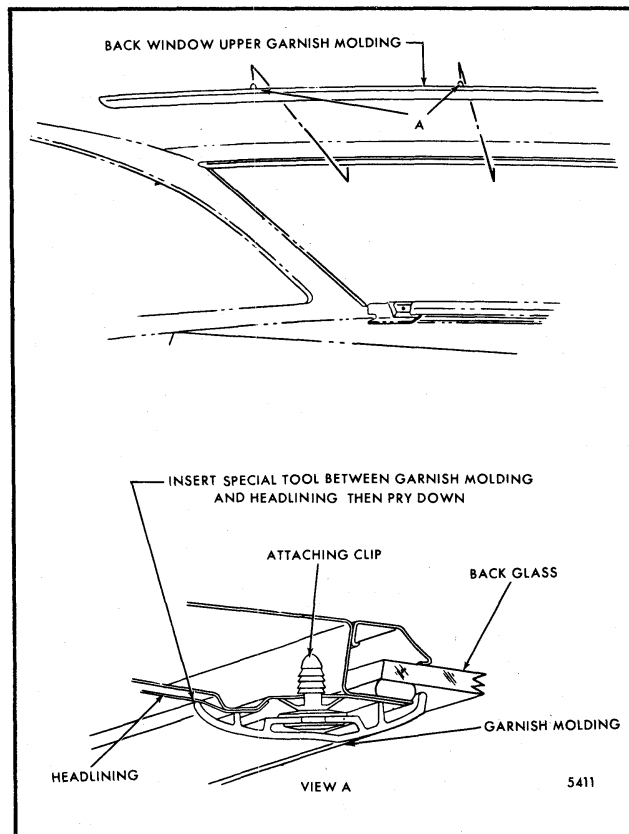 BACK WINDOW UPPER GARNISH MOLDING
A
INSERT SPECIAL TOOL BETWEEN GARNISH MOLDING
AND HEADLINING THEN PRY DOWN
ATTACHING CLIP
BACK GLASS
GARNISH MOLDING
HEADLINING
VIEW A
5411